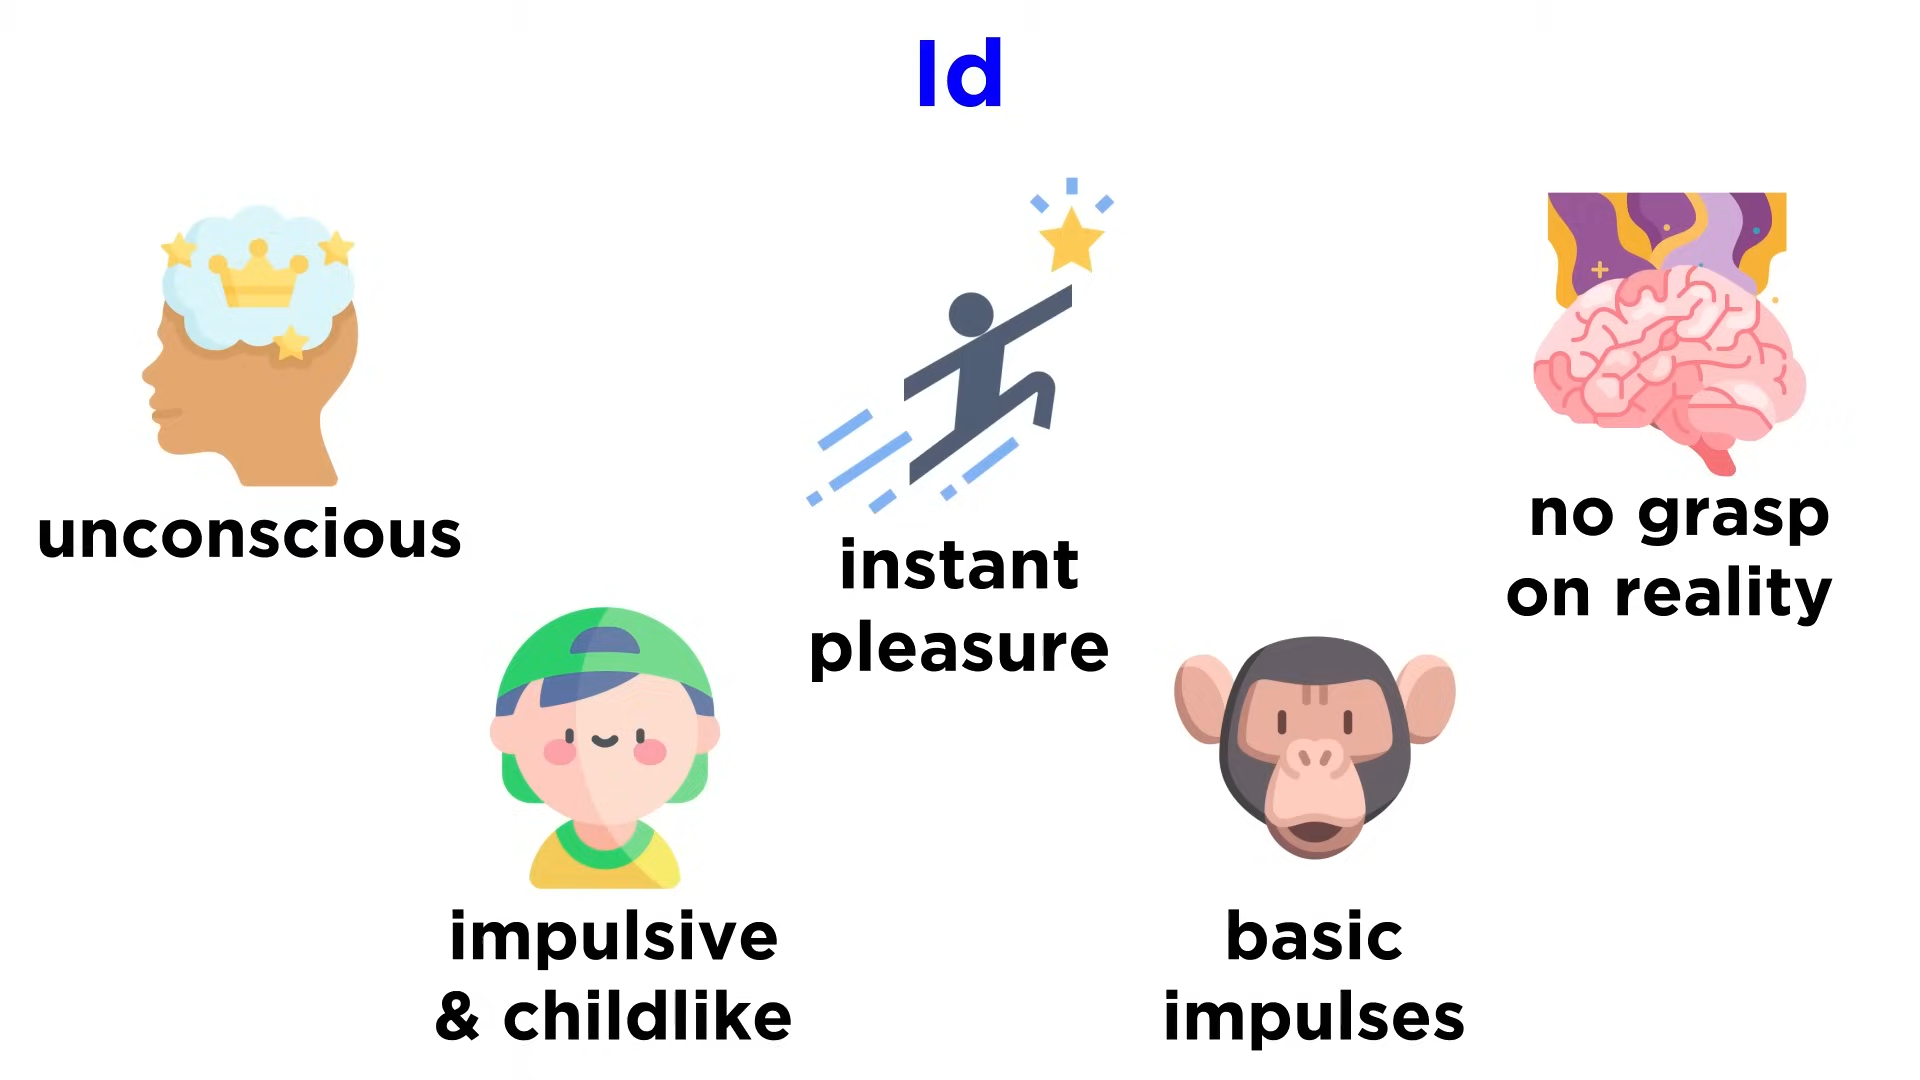 Id
unconscious
instant
pleasure
no grasp
on reality
impulsive
& childlike
basic
impulses